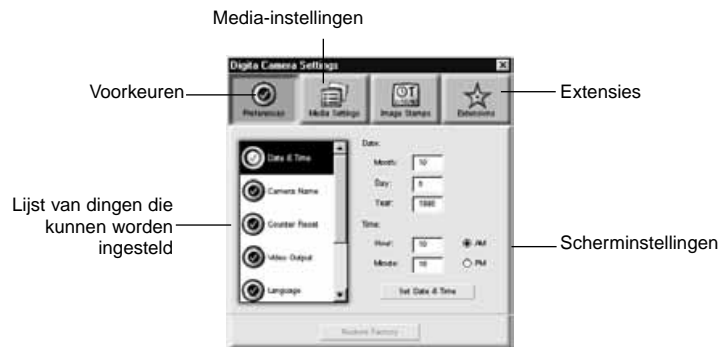 Media-instellingen
Digita Camera Settings
Voorkeuren
Extensies
Preferences
Media Settings
Image Stamps
Extensions
Date & Time
Camera Name
Counter Reset
Video Output
Language
Lijst van dingen die
kunnen worden
ingesteld
Date:
Month: 10
Day:
Year:
Time:
Hour: 10 AM
Minute: 10 PM
Set Date & Time
Scherminstellingen
Restore Factory